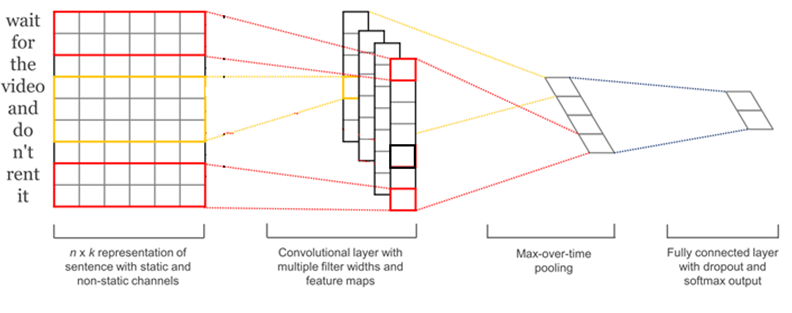 wait
for
the
video
and
do
n't
rent
it
n x k representation of
sentence with static and
non-static channels
Convolutional layer with
multiple filter widths and
feature maps
Max-over-time
pooling
Fully connected layer
with dropout and
softmax output